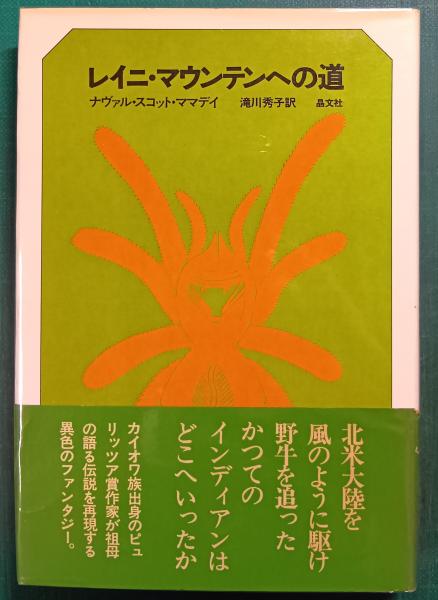 レイニ・マウンテンへの道
ナヴァル・スコット・ママデイ　滝川秀子訳　晶文社
北米大陸を
風のように駆け
野牛を追った
かつての
インディアンは
どこへいったか
カイオワ族出身のピュ
リッツア賞作家が祖母
の語る伝説を再現する
異色のファンタジー。